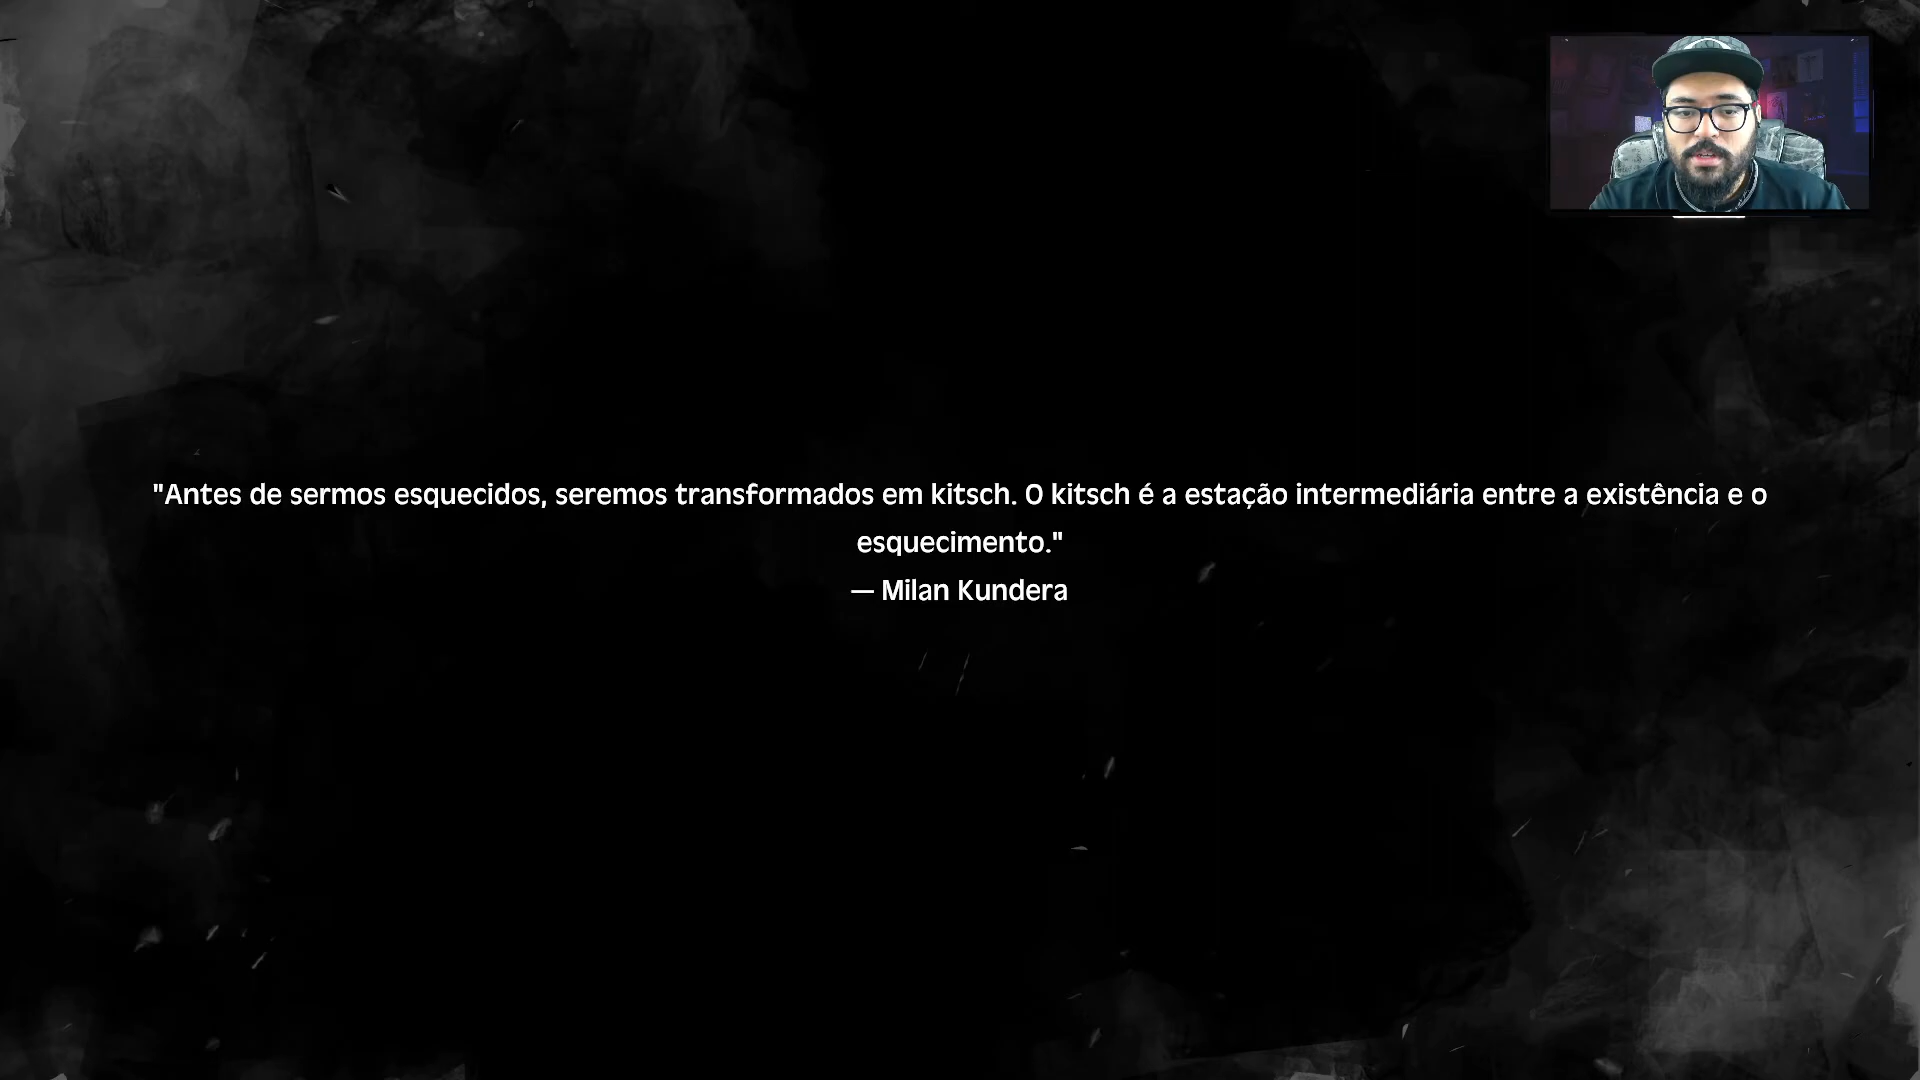 "Antes de sermos esquecidos, seremos transformados em kitsch. O kitsch é a estação intermediária entre a existência e o
esquecimento."
— Milan Kundera